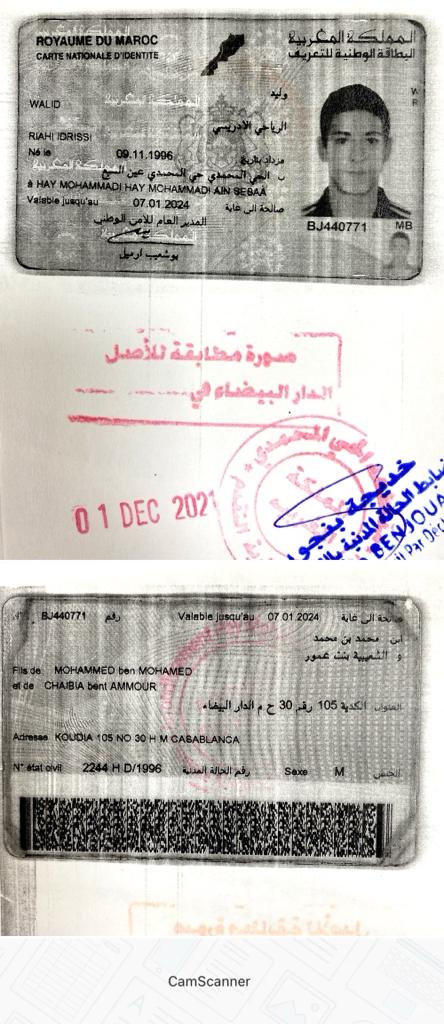 ROYAUME DU MAROC
المملكة المغربية
CARTE NATIONALE D'IDENTITE
البطاقة الوطنية للتعريف
وليد
WALID
الرياحي الادريسي
RIAHI IDRISSI
Né le 09.11.1996 مزداد بتاريخ
ب الحي المحمدي حي المحمدي عين السبع
à HAY MOHAMMADI HAY MOHAMMADI AIN SEBAA
Valable jusqu'au 07.01.2024 صالحة الى غاية
المدير العام للأمن الوطني
بوشعيب ارميل
BJ440771
MB
صورة مطابقة للأصل
الدار البيضاء في
01 DEC 2021
الحي المحمدي
خديجة بنجو
ضابط الحالة المدنية
BENJOUA
BJ440771 رقم
Valable jusqu'au 07 01 2024 صالحة الى غاية
ابن محمد بن محمد
و الشعيبية بنت عمور
Fils de MOHAMMED ben MOHAMED
et de CHAIBIA bent AMMOUR
العنوان الكدية 105 رقم 30 ح م الدار البيضاء
Adresse KOUDIA 105 NO 30 H M CASABLANCA
N° état civil 2244 H D/1996 رقم الحالة المدنية
Sexe M الجنس
CamScanner